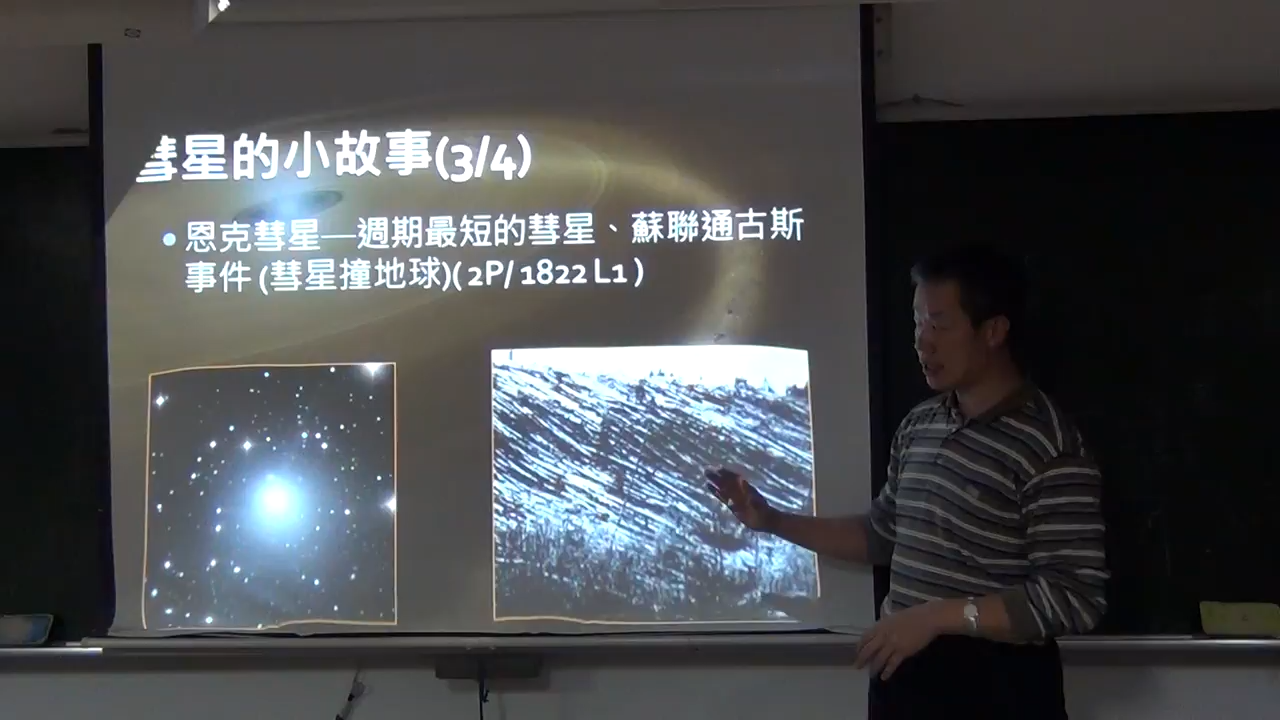 彗星的小故事(3/4)
• 恩克彗星—週期最短的彗星、蘇聯通古斯
事件 (彗星撞地球)( 2P/ 1822 L1 )